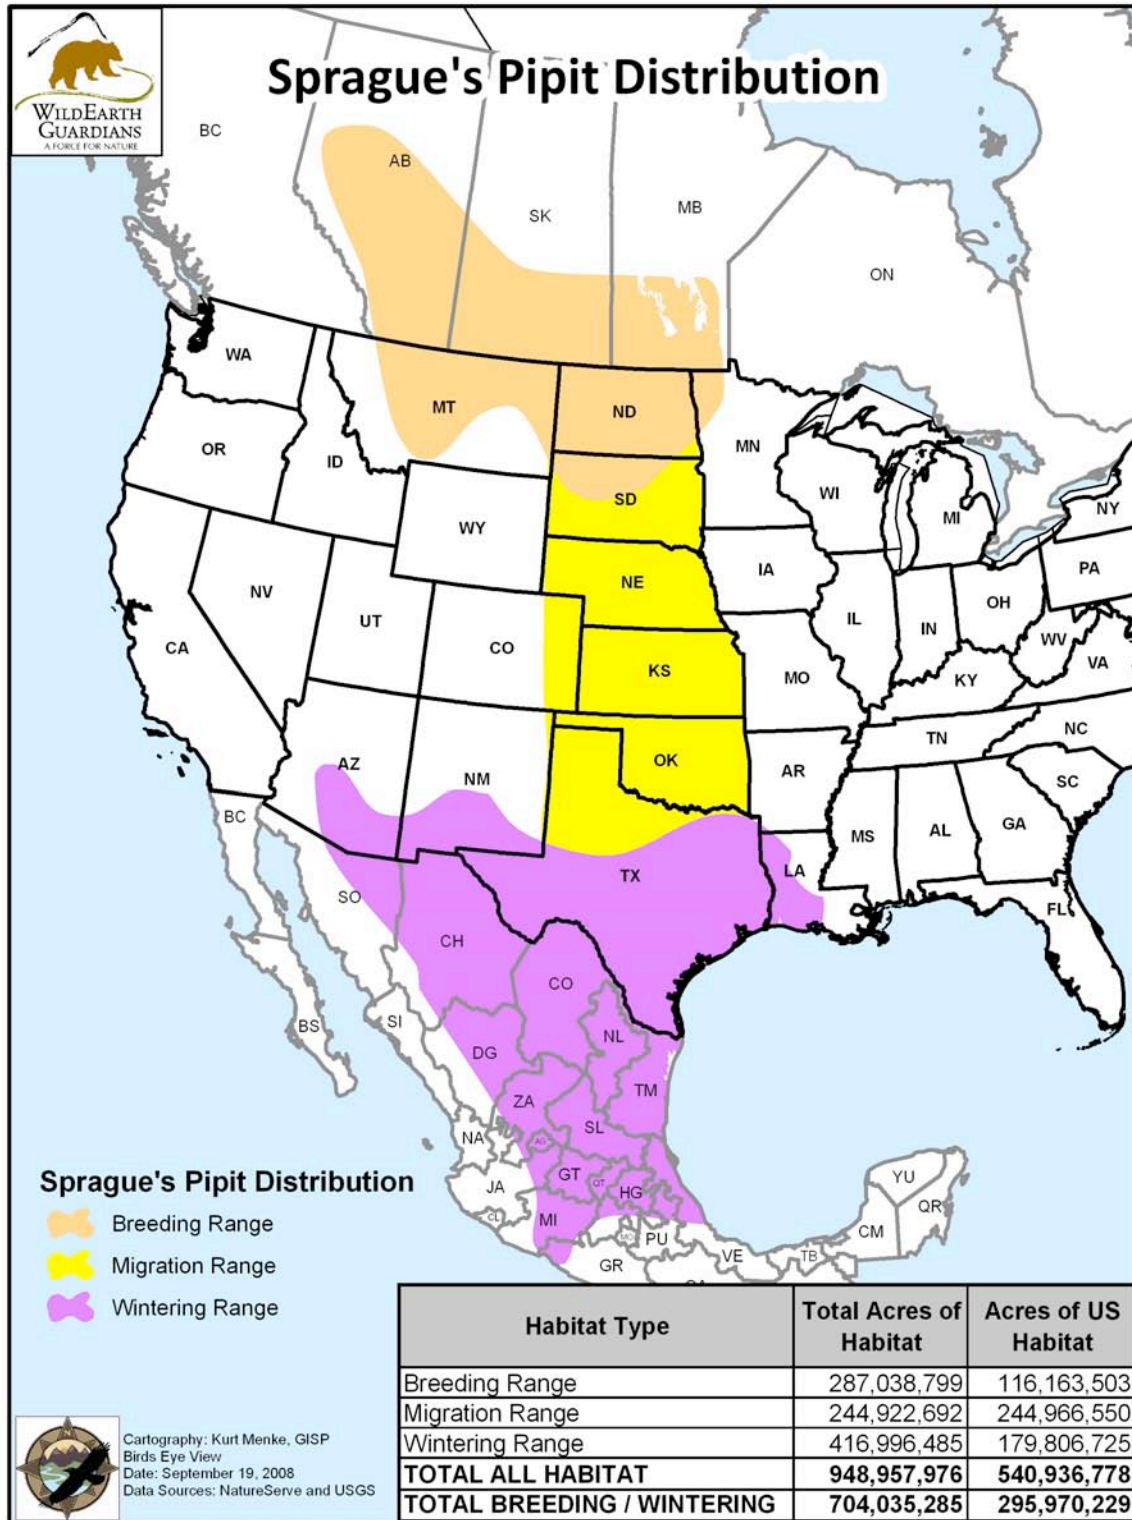 WILDEARTH
GUARDIANS
A FORCE FOR NATURE
Sprague's Pipit Distribution
BC
AB
SK
MB
ON
WA
MT
ND
MN
OR
ID
SD
WI
MI
NY
WY
NE
IA
PA
NV
UT
CO
IL
IN
OH
WV
VA
CA
KS
MO
KY
AZ
NM
OK
AR
TN
NC
SC
BC
MS
AL
GA
TX
LA
FL
SO
CH
CO
BS
SI
NL
DG
TM
ZA
SL
NA
AG
GT
QT
HG
JA
YU
QR
CL
MI
MO
PU
VE
TB
CM
GR
Sprague's Pipit Distribution
Breeding Range
Migration Range
Wintering Range
Habitat Type Total Acres of Habitat Acres of US Habitat
Breeding Range 287,038,799 116,163,503
Migration Range 244,922,692 244,966,550
Wintering Range 416,996,485 179,806,725
TOTAL ALL HABITAT 948,957,976 540,936,778
TOTAL BREEDING / WINTERING 704,035,285 295,970,229
N
Cartography: Kurt Menke, GISP
Birds Eye View
Date: September 19, 2008
Data Sources: NatureServe and USGS